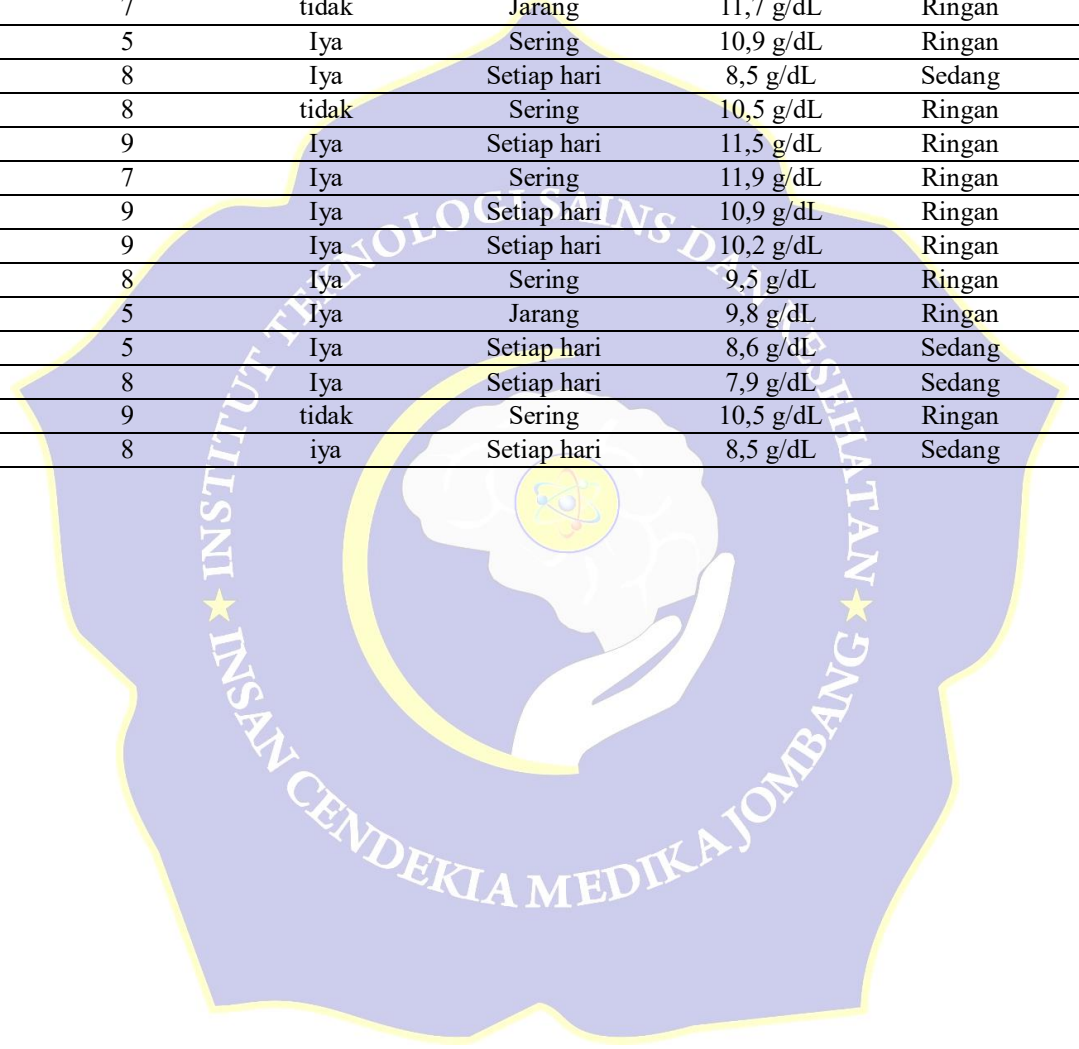 7 tidak Jarang 11,7 g/dL Ringan
5 Iya Sering 10,9 g/dL Ringan
8 Iya Setiap hari 8,5 g/dL Sedang
8 tidak Sering 10,5 g/dL Ringan
9 Iya Setiap hari 11,5 g/dL Ringan
7 Iya Sering 11,9 g/dL Ringan
9 Iya Setiap hari 10,9 g/dL Ringan
9 Iya Setiap hari 10,2 g/dL Ringan
8 Iya Sering 9,5 g/dL Ringan
5 Iya Jarang 9,8 g/dL Ringan
5 Iya Setiap hari 8,6 g/dL Sedang
8 Iya Setiap hari 7,9 g/dL Sedang
9 tidak Sering 10,5 g/dL Ringan
8 iya Setiap hari 8,5 g/dL Sedang
INSTITUT TEKNOLOGI SAINS DAN KESEHATAN
INSAN CENDEKIA MEDIKA JOMBANG